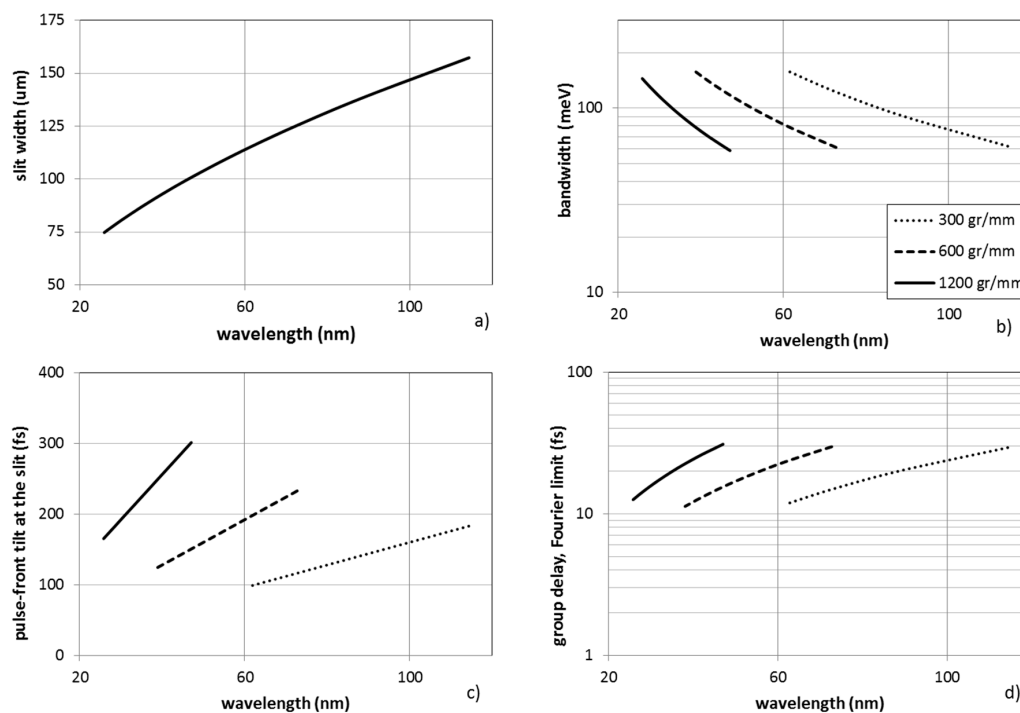 175
150
125
100
75
50
20
60
100
slit width (um)
wavelength (nm)
a)
100
10
20
60
100
bandwidth (meV)
wavelength (nm)
b)
300 gr/mm
600 gr/mm
1200 gr/mm
400
300
200
100
0
20
60
100
pulse-front tilt at the slit (fs)
wavelength (nm)
c)
100
10
1
20
60
100
group delay, Fourier limit (fs)
wavelength (nm)
d)